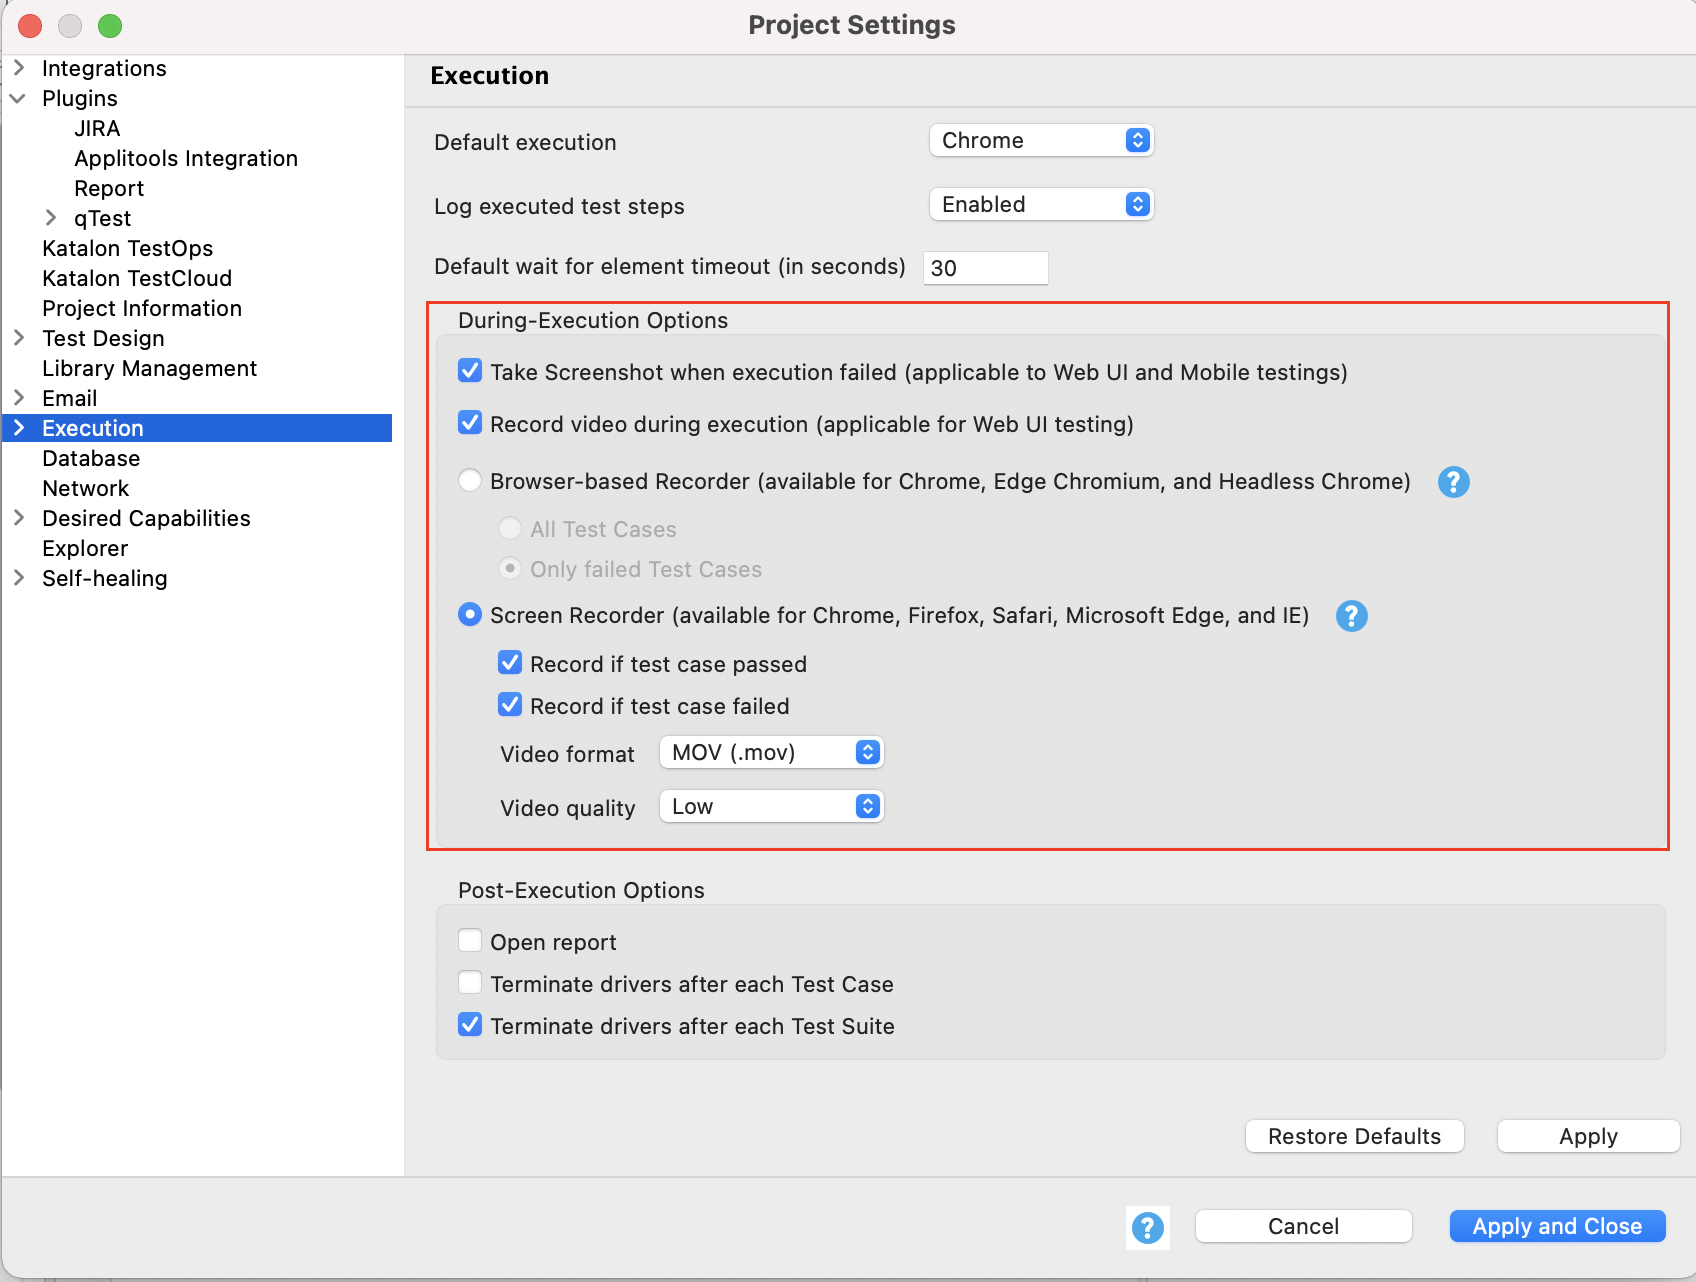 Project Settings
Integrations
Plugins
JIRA
Applitools Integration
Report
qTest
Katalon TestOps
Katalon TestCloud
Project Information
Test Design
Library Management
Email
Execution
Database
Network
Desired Capabilities
Explorer
Self-healing
Execution
Default execution Chrome
Log executed test steps Enabled
Default wait for element timeout (in seconds) 30
During-Execution Options
Take Screenshot when execution failed (applicable to Web UI and Mobile testings)
Record video during execution (applicable for Web UI testing)
Browser-based Recorder (available for Chrome, Edge Chromium, and Headless Chrome) ?
All Test Cases
Only failed Test Cases
Screen Recorder (available for Chrome, Firefox, Safari, Microsoft Edge, and IE) ?
Record if test case passed
Record if test case failed
Video format MOV (.mov)
Video quality Low
Post-Execution Options
Open report
Terminate drivers after each Test Case
Terminate drivers after each Test Suite
Restore Defaults Apply
? Cancel Apply and Close